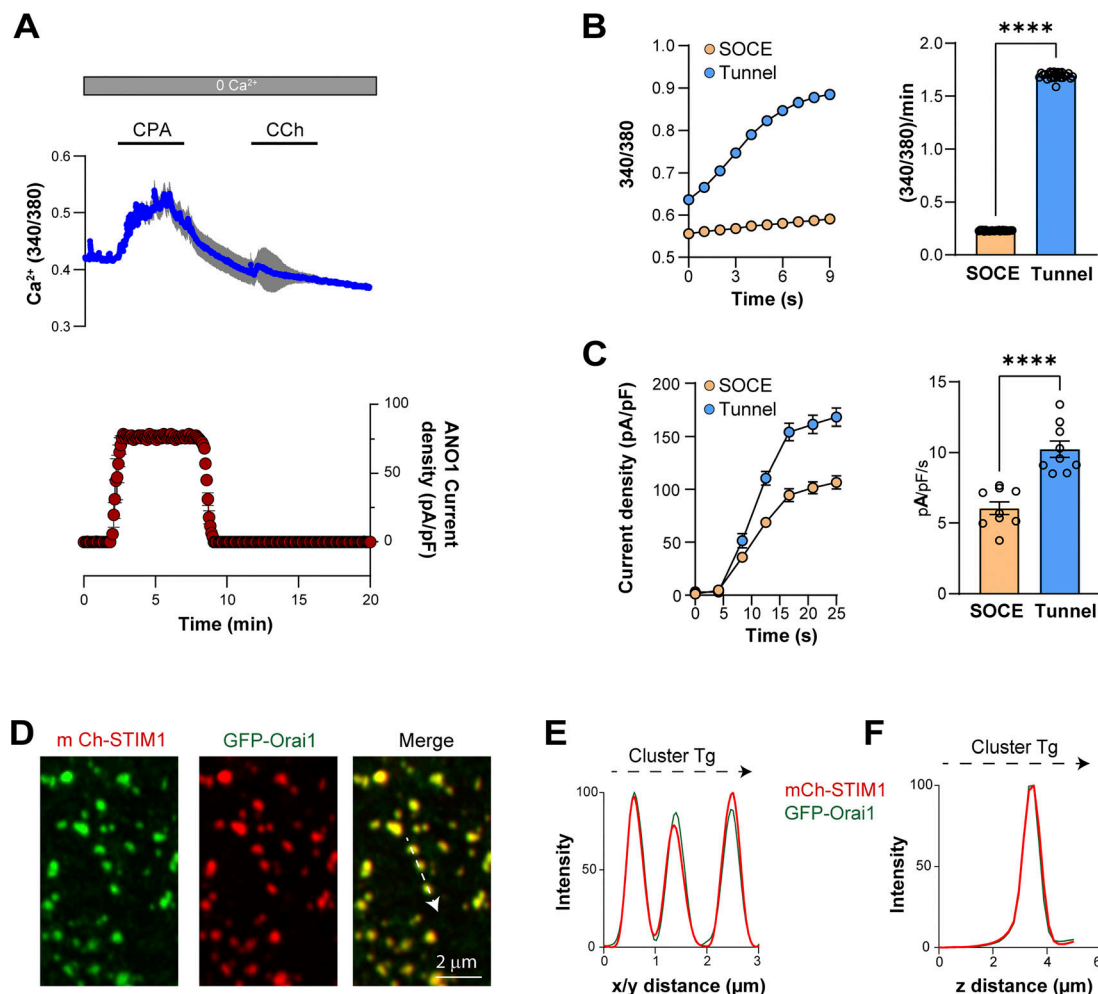 A
0 Ca²⁺
CPA
CCh
0.6
0.5
0.4
0.3
Ca²⁺ (340/380)
100
75
50
25
0
ANO1 Current
density (pA/pF)
0
5
10
15
20
Time (min)
B
SOCE
Tunnel
1.0
0.9
0.8
0.7
0.6
0.5
340/380
0
3
6
9
Time (s)
****
2.0
1.5
1.0
0.5
0.0
(340/380)/min
SOCE
Tunnel
C
SOCE
Tunnel
200
150
100
50
0
Current density (pA/pF)
0
5
10
15
20
25
Time (s)
****
15
10
5
0
pA/pF/s
SOCE
Tunnel
D
m Ch-STIM1
GFP-Orai1
Merge
2 μm
E
Cluster Tg
100
50
0
Intensity
0
1
2
3
x/y distance (μm)
mCh-STIM1
GFP-Orai1
F
Cluster Tg
100
50
0
Intensity
0
2
4
6
z distance (μm)